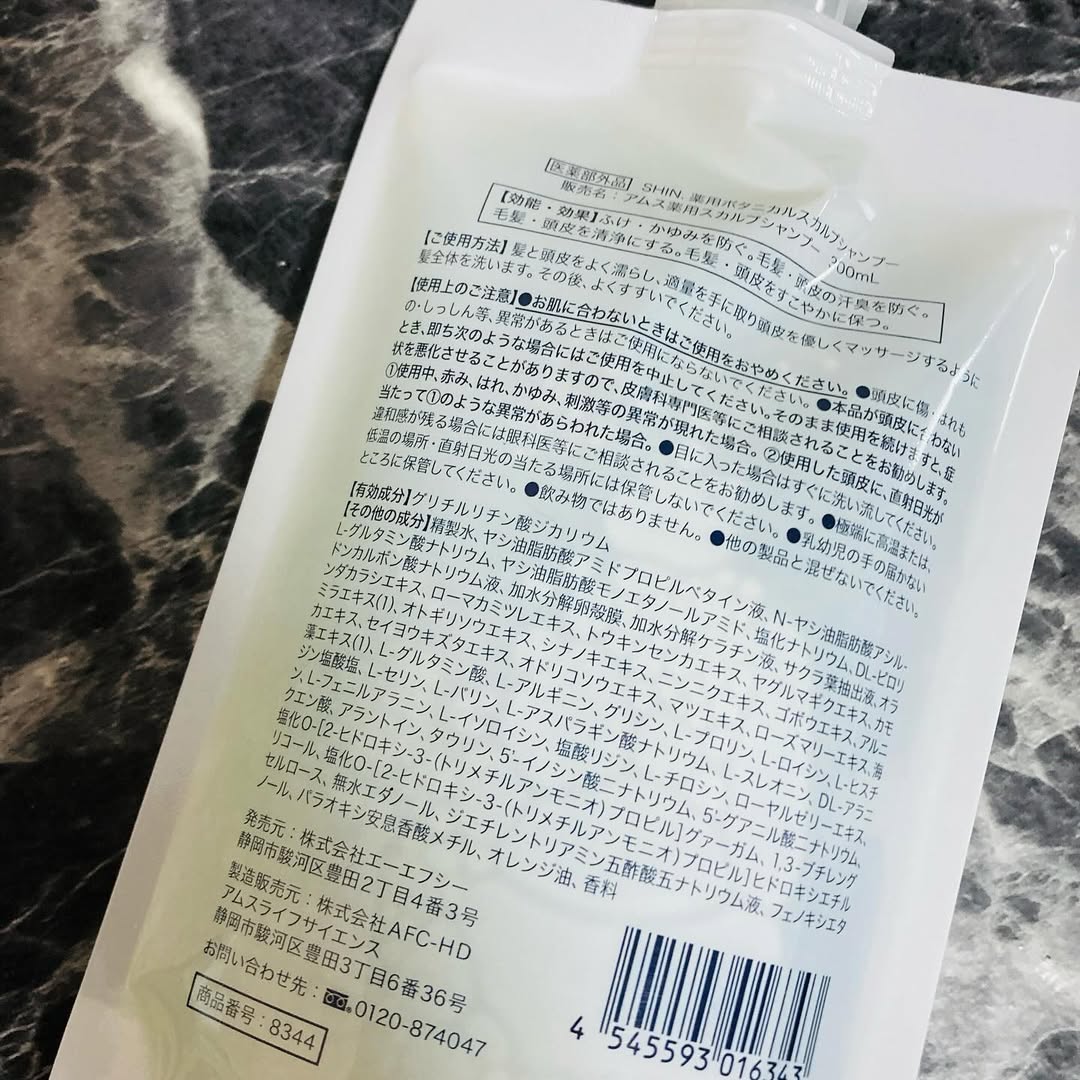 医薬部外品 SHIN. 薬用ボタニカルスカルプシャンプー
販売名：アムス薬用スカルプシャンプー 300mL
【効能・効果】ふけ・かゆみを防ぐ。毛髪・頭皮の汗臭を防ぐ。
毛髪・頭皮を清浄にする。毛髪・頭皮をすこやかに保つ。
【ご使用方法】髪と頭皮をよく濡らし、適量を手に取り頭皮を優しくマッサージするように
髪全体を洗います。その後、よくすすいでください。
【使用上のご注意】●お肌に合わないときはご使用をおやめください。●頭皮に傷・はれも
の・しっしん等、異常があるときはご使用にならないでください。●本品が頭皮に合わない
とき、即ち次のような場合にはご使用を中止してください。そのまま使用を続けますと、症
状を悪化させることがありますので、皮膚科専門医等にご相談されることをお勧めします。
①使用中、赤み、はれ、かゆみ、刺激等の異常が現れた場合。②使用した頭皮に、直射日光が
当たって①のような異常があらわれた場合。●目に入った場合はすぐに洗い流してください。
違和感が残る場合には眼科医等にご相談されることをお勧めします。●極端に高温または、
低温の場所・直射日光の当たる場所には保管しないでください。●乳幼児の手の届かない
ところに保管してください。●飲み物ではありません。●他の製品と混ぜないでください。
【有効成分】グリチルリチン酸ジカリウム
【その他の成分】精製水、ヤシ油脂肪酸アミドプロピルベタイン液、N-ヤシ油脂肪酸アシル-
L-グルタミン酸ナトリウム、ヤシ油脂肪酸モノエタノールアミド、塩化ナトリウム、DL-ピロリ
ドンカルボン酸ナトリウム液、加水分解卵殻膜、加水分解ケラチン液、サクラ葉抽出液、オラ
ンダカラシエキス、ローマカミツレエキス、トウキンセンカエキス、ヤグルマギクエキス、カモ
ミラエキス(1)、オトギリソウエキス、シナノキエキス、ニンニクエキス、ゴボウエキス、アルニ
カエキス、セイヨウキズタエキス、オドリコソウエキス、マツエキス、ローズマリーエキス、海
藻エキス(1)、L-グルタミン酸、L-アルギニン、グリシン、L-プロリン、L-ロイシン、L-ヒスチ
ジン塩酸塩、L-セリン、L-バリン、L-アスパラギン酸ナトリウム、L-スレオニン、DL-アラニ
ン、L-フェニルアラニン、L-イソロイシン、塩酸リジン、L-チロシン、ローヤルゼリーエキス、
クエン酸、アラントイン、タウリン、5'-イノシン酸二ナトリウム、5'-グアニル酸二ナトリウム、
塩化O-[2-ヒドロキシ-3-(トリメチルアンモニオ)プロピル]グァーガム、1,3-ブチレング
リコール、塩化O-[2-ヒドロキシ-3-(トリメチルアンモニオ)プロピル]ヒドロキシエチル
セルロース、無水エタノール、ジエチレントリアミン五酢酸五ナトリウム液、フェノキシエタ
ノール、パラオキシ安息香酸メチル、オレンジ油、香料
発売元：株式会社エーエフシー
静岡市駿河区豊田2丁目4番3号
製造販売元：株式会社AFC-HD
アムスライフサイエンス
静岡市駿河区豊田3丁目6番36号
お問い合わせ先：0120-874047
商品番号：8344
4 545593 016343